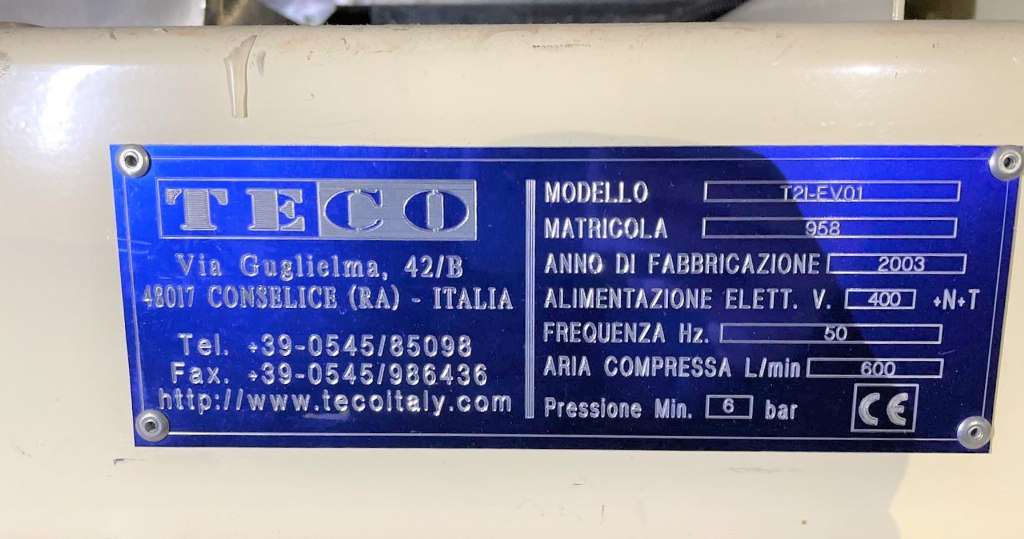 TECO
Via Guglielma, 42/B
48017 CONSELICE (RA) - ITALIA
Tel. +39-0545/85098
Fax. +39-0545/986436
http://www.tecoitaly.com
MODELLO T2I-EV01
MATRICOLA 958
ANNO DI FABBRICAZIONE 2003
ALIMENTAZIONE ELETT. V. 400 +N+T
FREQUENZA Hz. 50
ARIA COMPRESSA L/min 600
Pressione Min. 6 bar
CE